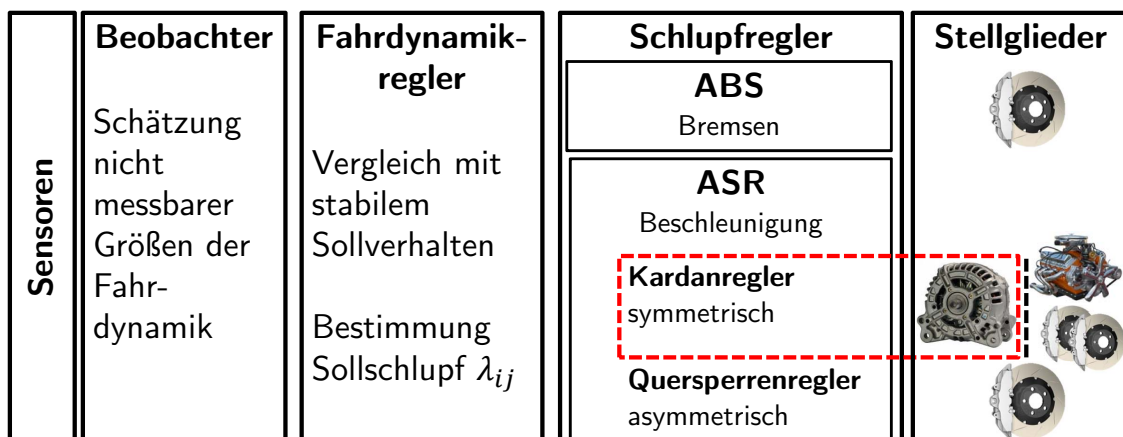 Sensoren
Beobachter
Schätzung
nicht
messbarer
Größen der
Fahr-
dynamik
Fahrdynamik-
regler
Vergleich mit
stabilem
Sollverhalten
Bestimmung
Sollschlupf λij
Schlupfregler
ABS
Bremsen
ASR
Beschleunigung
Kardanregler
symmetrisch
Quersperrenregler
asymmetrisch
Stellglieder